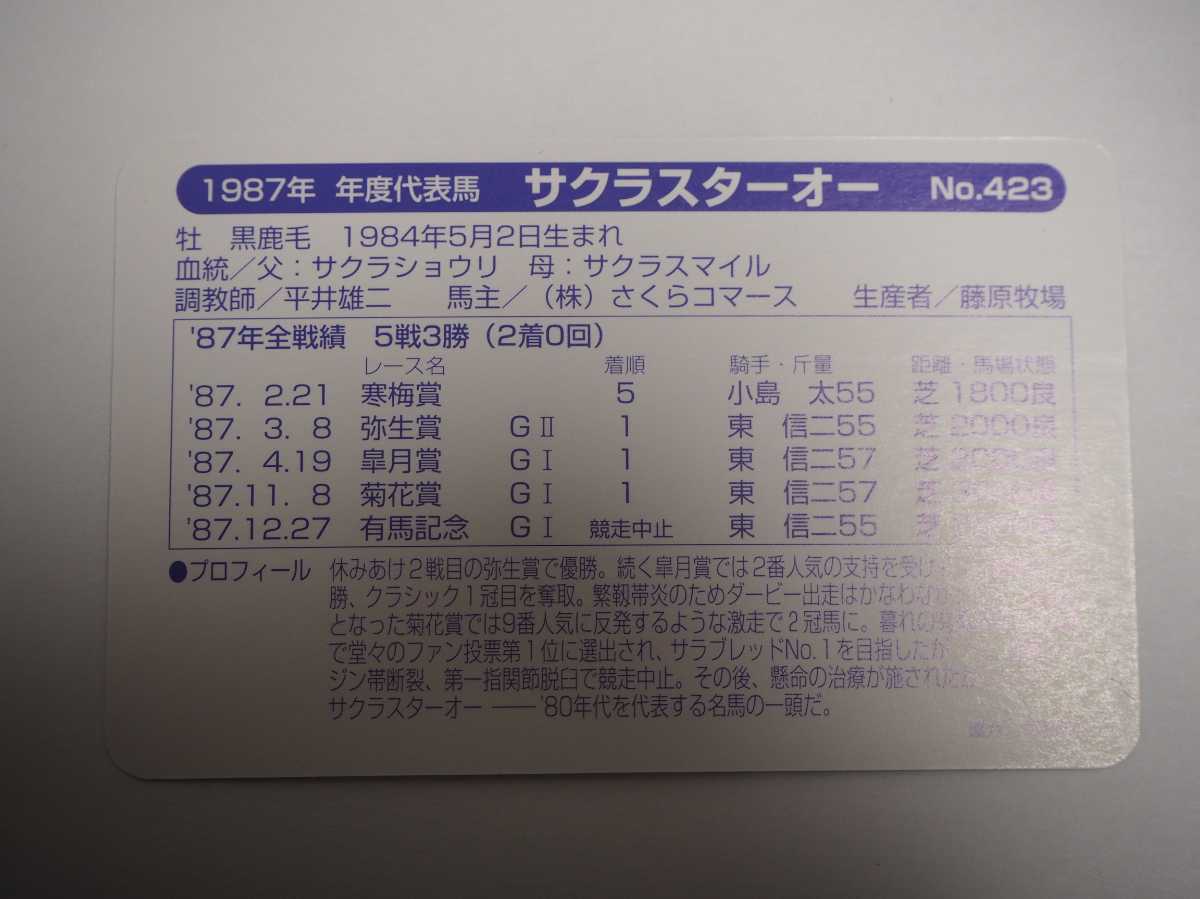 1987年 年度代表馬 サクラスターオー No.423
牡 黒鹿毛 1984年5月2日生まれ
血統／父：サクラショウリ 母：サクラスマイル
調教師／平井雄二 馬主／（株）さくらコマース 生産者／藤原牧場
'87年全戦績 5戦3勝（2着0回）
レース名 着順 騎手・斤量 距離・馬場状態
'87. 2.21 寒梅賞 5 小島 太55 芝 1800良
'87. 3. 8 弥生賞 GⅡ 1 東 信二55 芝 2000良
'87. 4.19 皐月賞 GⅠ 1 東 信二57 芝
'87.11. 8 菊花賞 GⅠ 1 東 信二57 芝
'87.12.27 有馬記念 GⅠ 競走中止 東 信二55 芝
●プロフィール 休みあけ2戦目の弥生賞で優勝。続く皐月賞では2番人気の支持を受け
勝、クラシック1冠目を奪取。繋靱帯炎のためダービー出走はかなわ
となった菊花賞では9番人気に反発するような激走で2冠馬に。暮れの
で堂々のファン投票第1位に選出され、サラブレッドNo.1を目指した
ジン帯断裂、第一指関節脱臼で競走中止。その後、懸命の治療が施された
サクラスターオー ――'80年代を代表する名馬の一頭だ。